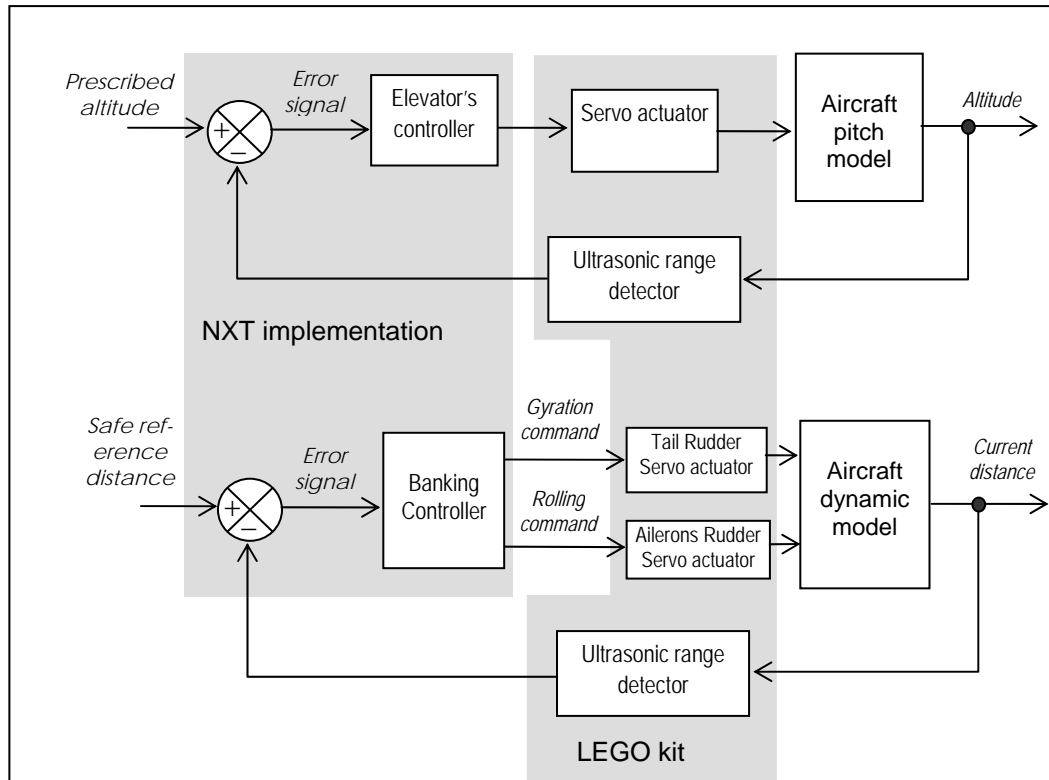 Prescribed
altitude
+
−
Error
signal
Elevator's
controller
Servo actuator
Aircraft
pitch
model
Altitude
Ultrasonic range
detector
NXT implementation
Safe ref-
erence
distance
+
−
Error
signal
Banking
Controller
Gyration
command
Rolling
command
Tail Rudder
Servo actuator
Ailerons Rudder
Servo actuator
Aircraft
dynamic
model
Current
distance
Ultrasonic range
detector
LEGO kit